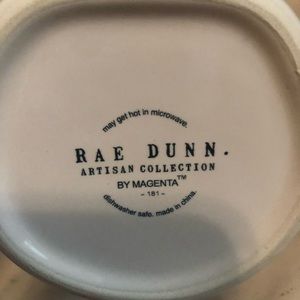 may get hot in microwave.
RAE DUNN.
ARTISAN COLLECTION
BY MAGENTA™
- 181 -
dishwasher safe. made in china.